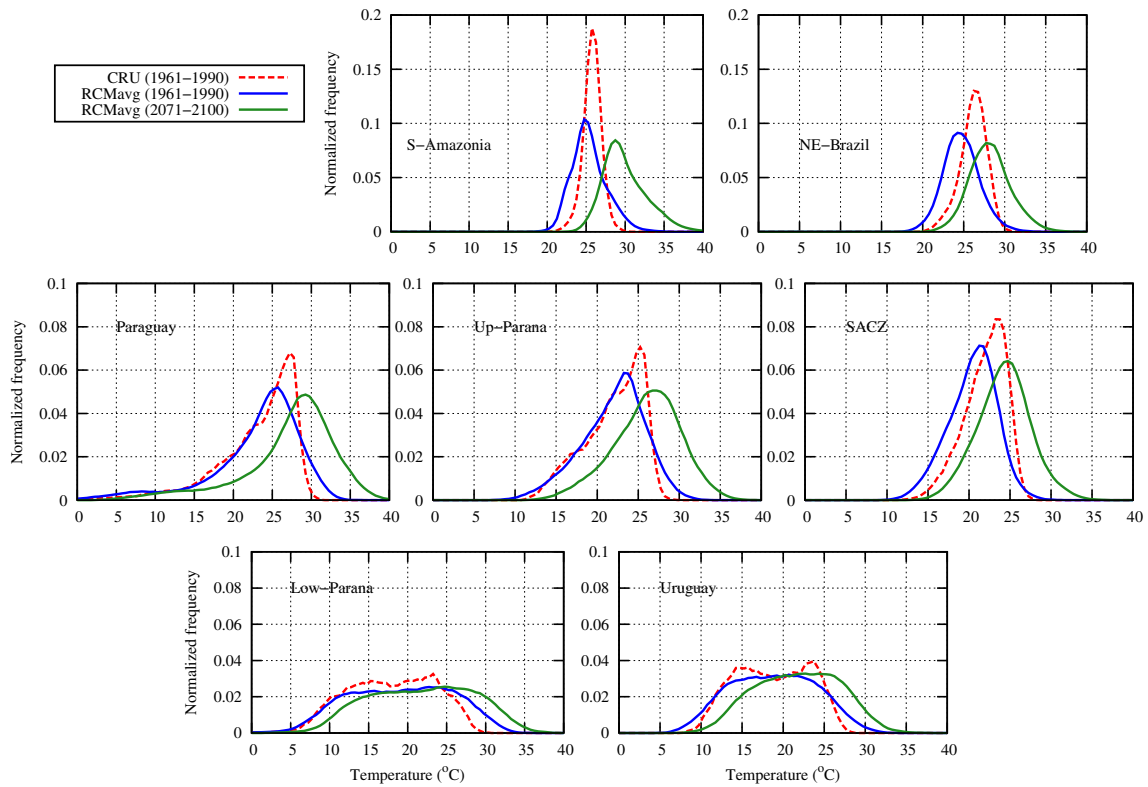 CRU (1961−1990)
RCMavg (1961−1990)
RCMavg (2071−2100)
Normalized frequency
0.2
0.15
0.1
0.05
0
S−Amazonia
0 5 10 15 20 25 30 35 40
0.2
0.15
0.1
0.05
0
NE−Brazil
0 5 10 15 20 25 30 35 40
Normalized frequency
0.1
0.08
0.06
0.04
0.02
0
Paraguay
0 5 10 15 20 25 30 35 40
0.1
0.08
0.06
0.04
0.02
0
Up−Parana
0 5 10 15 20 25 30 35 40
0.1
0.08
0.06
0.04
0.02
0
SACZ
0 5 10 15 20 25 30 35 40
Normalized frequency
0.1
0.08
0.06
0.04
0.02
0
Low−Parana
0 5 10 15 20 25 30 35 40
Temperature (°C)
0.1
0.08
0.06
0.04
0.02
0
Uruguay
0 5 10 15 20 25 30 35 40
Temperature (°C)